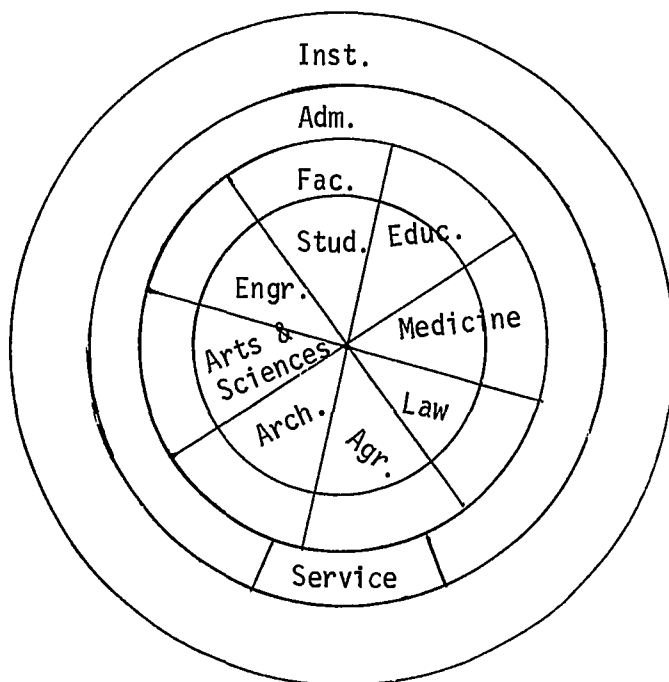 Inst.
Adm.
Fac.
Stud.
Educ.
Engr.
Medicine
Arts &
Sciences
Law
Arch.
Agr.
Service